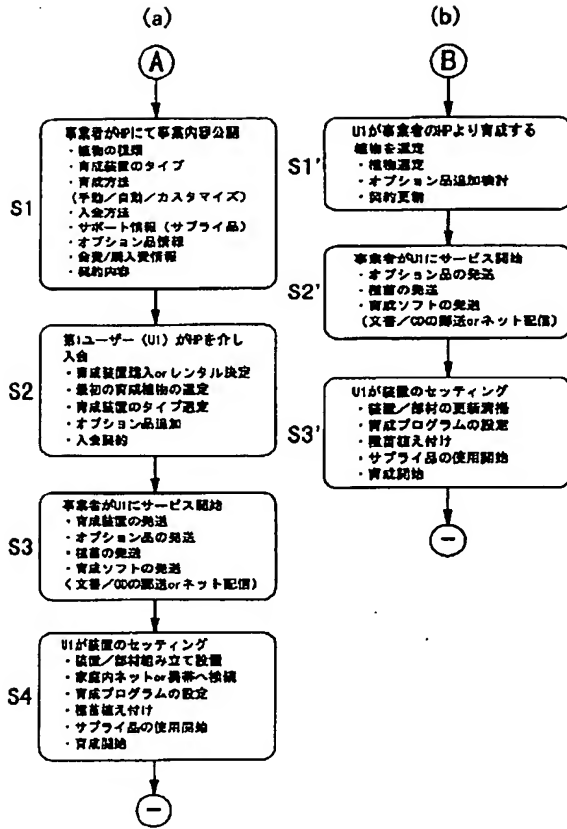 (a)
A
S1
事業者がHPにて事業内容公開
・植物の種類
・育成装置のタイプ
・育成方法
(手動/自動/カスタマイズ)
・入会方法
・サポート情報(サプライ品)
・オプション品情報
・会費/購入費情報
・契約内容
S2
第1ユーザー(U1)がHPを介し
入会
・育成装置購入orレンタル決定
・最初の育成植物の選定
・育成装置のタイプ選定
・オプション品追加
・入会契約
S3
事業者がU1にサービス開始
・育成装置の発送
・オプション品の発送
・種苗の発送
・育成ソフトの発送
(文書/CDの郵送orネット配信)
S4
U1が装置のセッティング
・装置/部材組み立て設置
・家庭内ネットor携帯へ接続
・育成プログラムの設定
・種苗植え付け
・サプライ品の使用開始
・育成開始
(b)
B
S1'
U1が事業者のHPより育成する
植物を選定
・植物選定
・オプション品追加検討
・契約更新
S2'
事業者がU1にサービス開始
・オプション品の発送
・種苗の発送
・育成ソフトの発送
(文書/CDの郵送orネット配信)
S3'
U1が装置のセッティング
・装置/部材の更新清掃
・育成プログラムの設定
・種苗植え付け
・サプライ品の使用開始
・育成開始